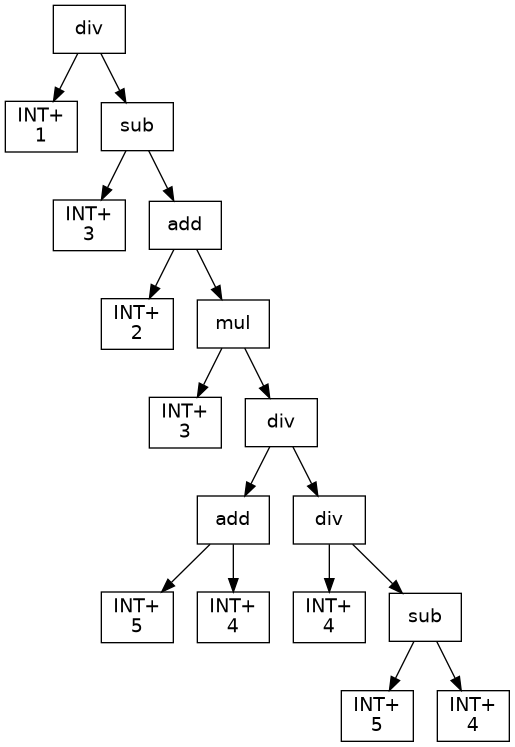 div
INT+
1
sub
INT+
3
add
INT+
2
mul
INT+
3
div
add
div
INT+
5
INT+
4
INT+
4
sub
INT+
5
INT+
4